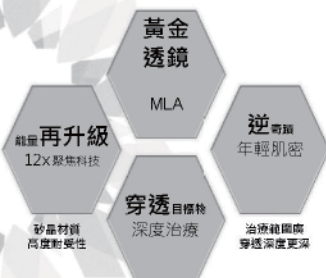 黃金
透鏡
MLA
能量再升級
12x聚焦科技
逆奇蹟
年輕肌密
穿透目標物
深度治療
矽晶材質
高度耐受性
治療範圍廣
穿透深度更深